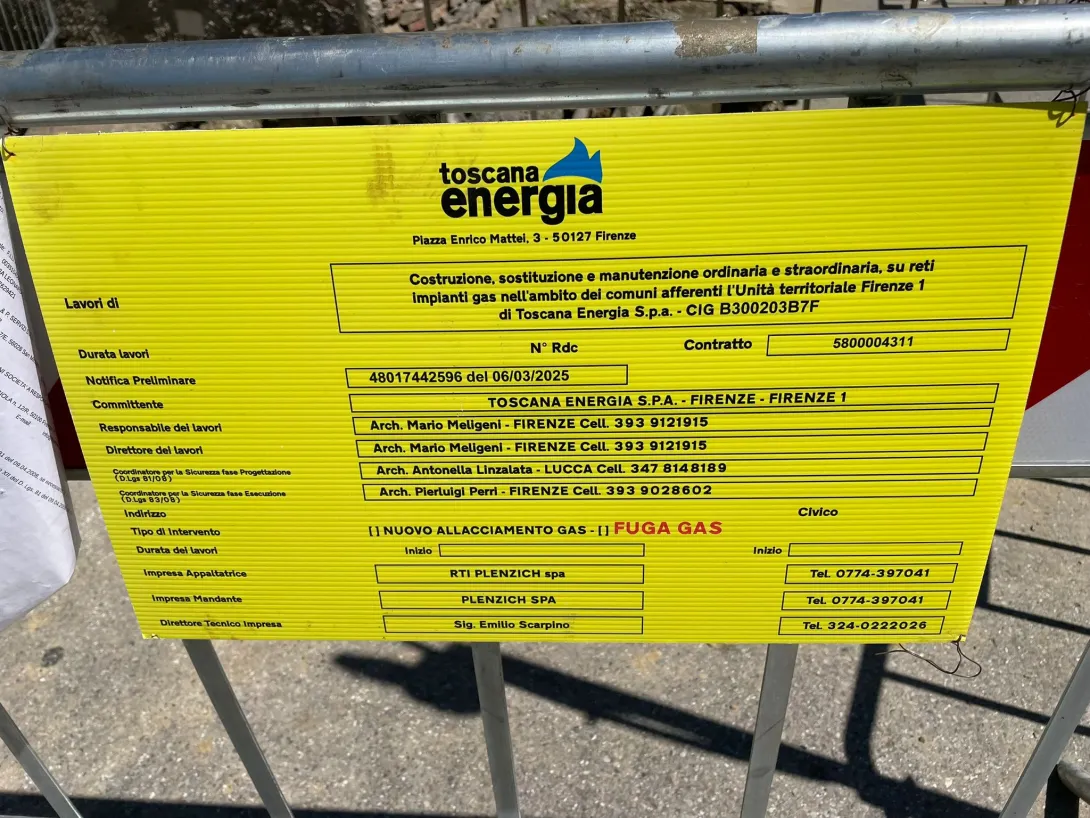 toscana
energia
Piazza Enrico Mattei, 3 - 50127 Firenze
Lavori di
Costruzione, sostituzione e manutenzione ordinaria e straordinaria, su reti
impianti gas nell'ambito dei comuni afferenti l'Unità territoriale Firenze 1
di Toscana Energia S.p.a. - CIG B300203B7F
Durata lavori N° Rdc Contratto 5800004311
Notifica Preliminare 48017442596 del 06/03/2025
Committente TOSCANA ENERGIA S.P.A. - FIRENZE - FIRENZE 1
Responsabile dei lavori Arch. Mario Meligeni - FIRENZE Cell. 393 9121915
Direttore dei lavori Arch. Mario Meligeni - FIRENZE Cell. 393 9121915
Coordinatore per la Sicurezza fase Progettazione
(D.Lgs 81/08) Arch. Antonella Linzalata - LUCCA Cell. 347 8148189
Coordinatore per la Sicurezza fase Esecuzione
(D.Lgs 83/08) Arch. Pierluigi Perri - FIRENZE Cell. 393 9028602
Indirizzo Civico
Tipo di Intervento [ ] NUOVO ALLACCIAMENTO GAS - [ ] FUGA GAS
Durata dei lavori Inizio Inizio
Impresa Appaltatrice RTI PLENZICH spa Tel. 0774-397041
Impresa Mandante PLENZICH SPA Tel. 0774-397041
Direttore Tecnico Impresa Sig. Emilio Scarpino Tel. 324-0222026